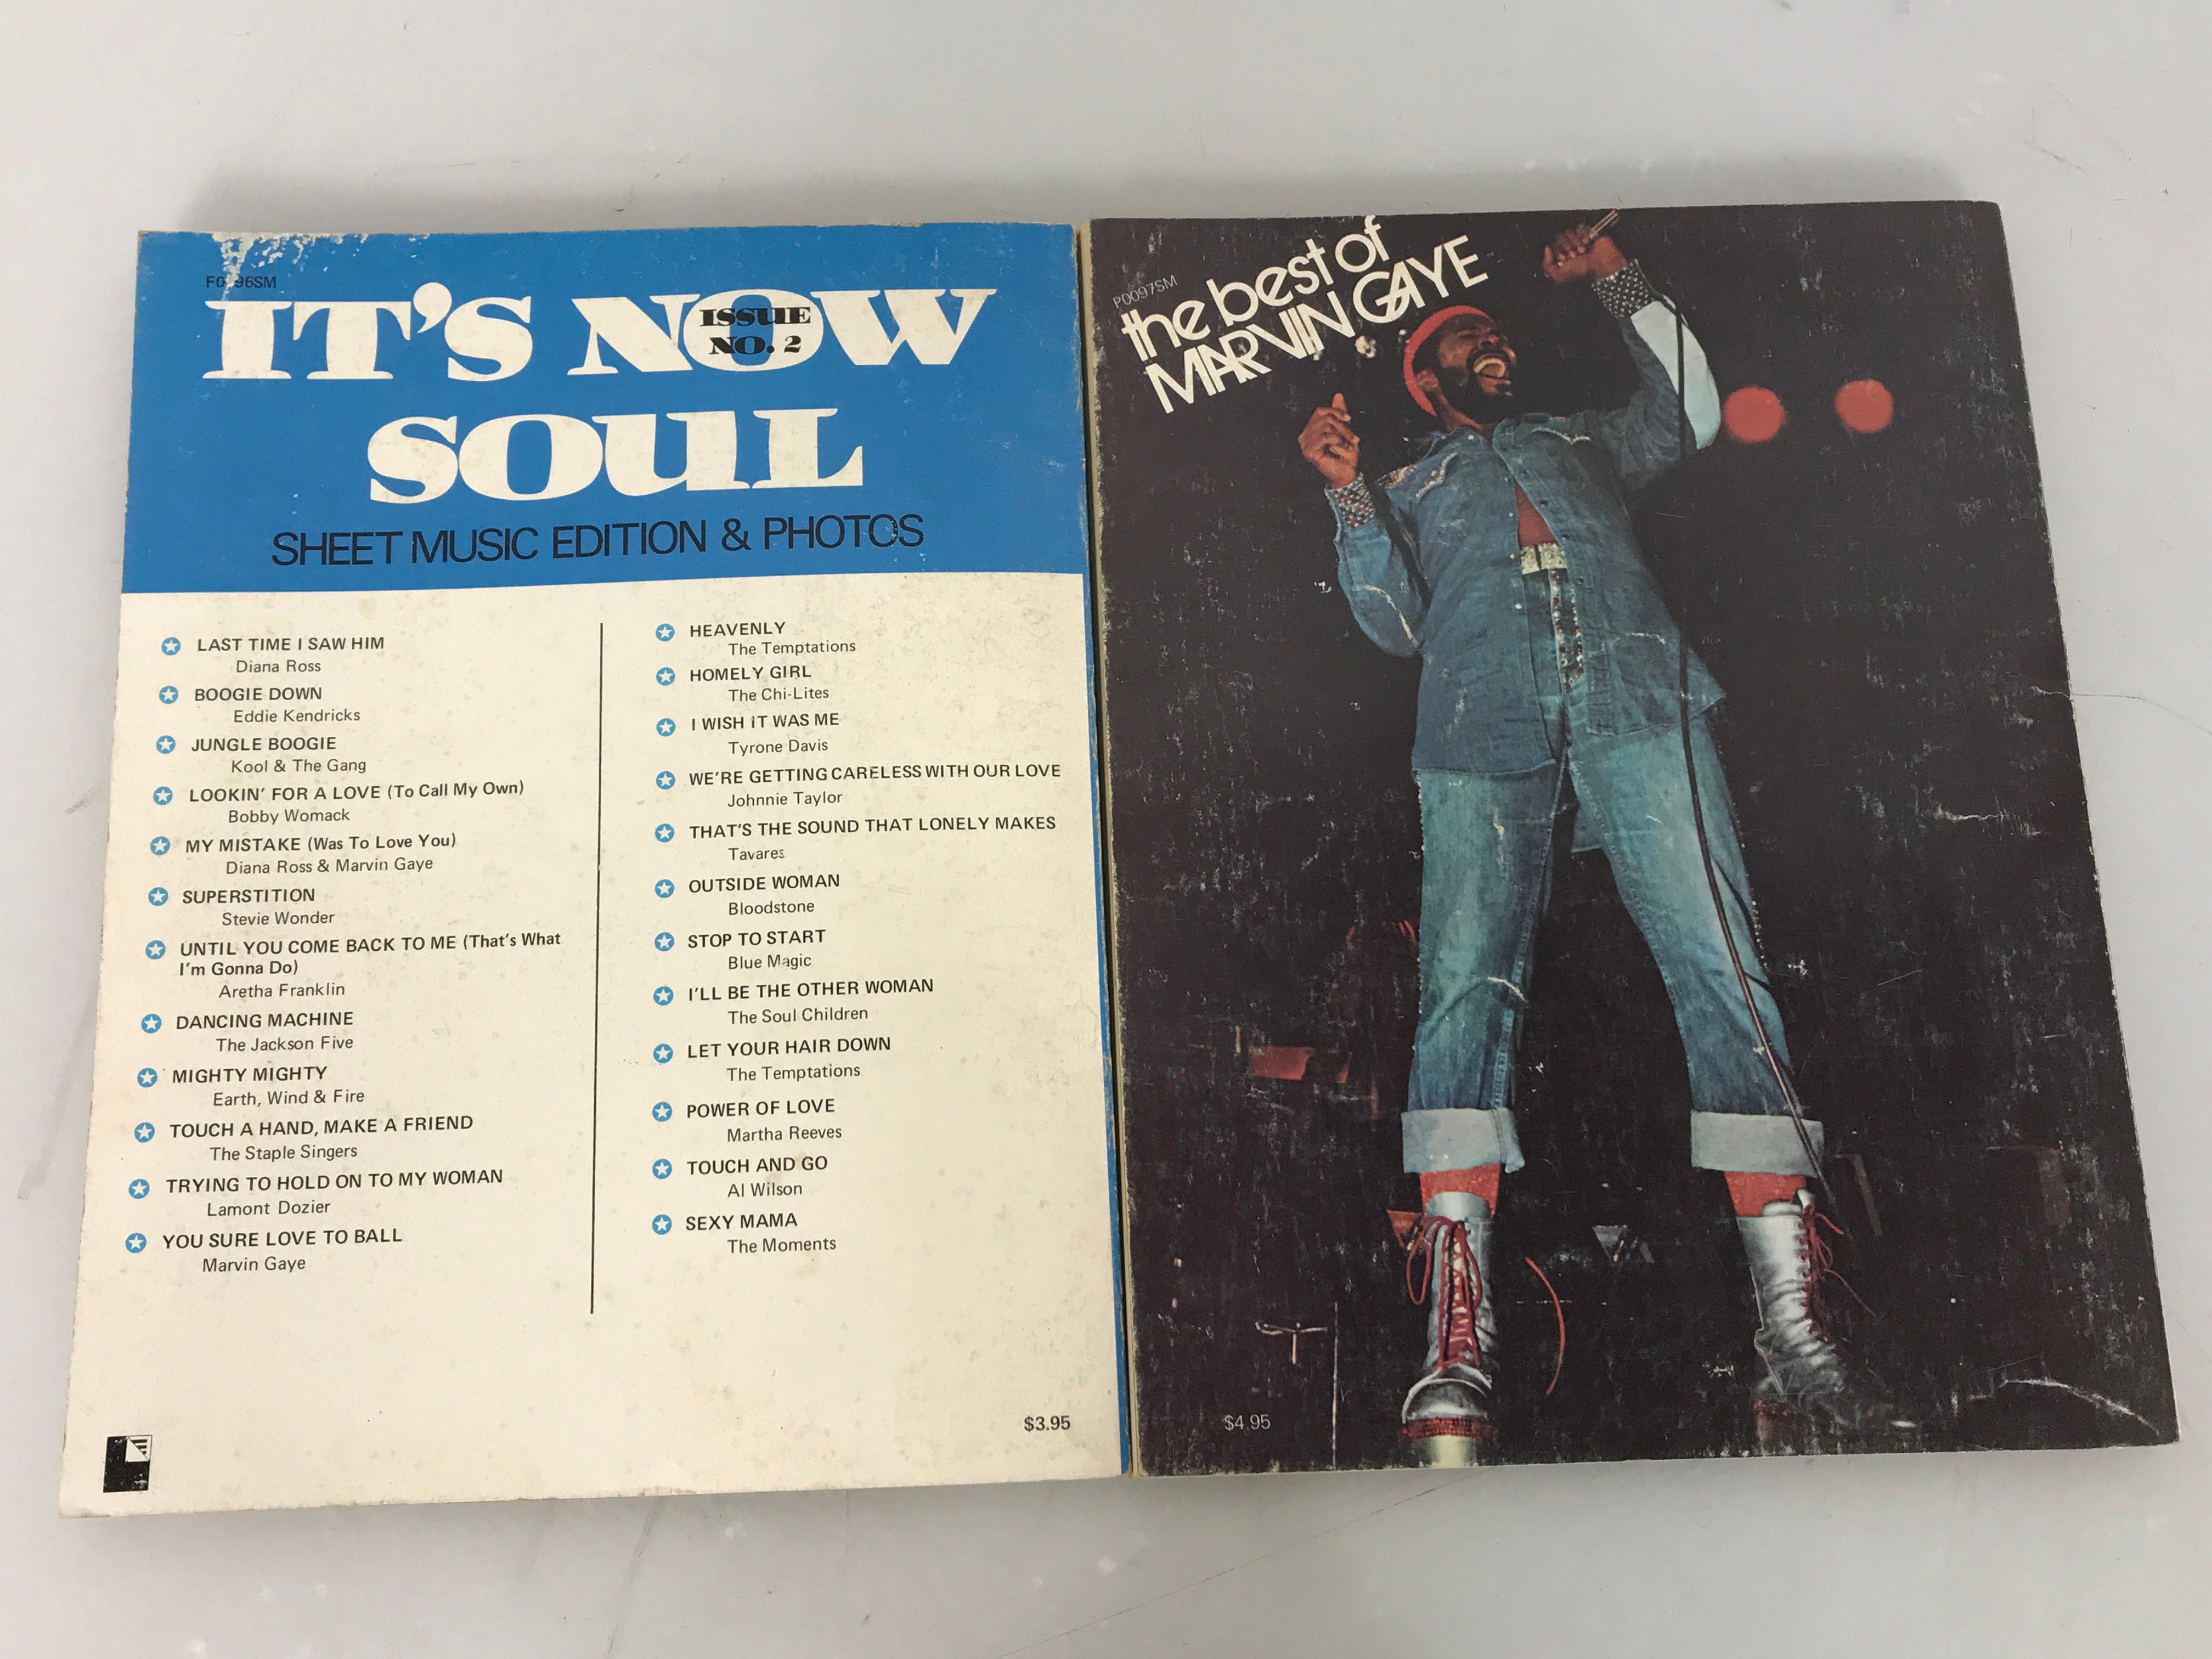 IT'S NOW
ISSUE
NO. 2
SOUL
SHEET MUSIC EDITION & PHOTOS
LAST TIME I SAW HIM
Diana Ross
BOOGIE DOWN
Eddie Kendricks
JUNGLE BOOGIE
Kool & The Gang
LOOKIN' FOR A LOVE (To Call My Own)
Bobby Womack
MY MISTAKE (Was To Love You)
Diana Ross & Marvin Gaye
SUPERSTITION
Stevie Wonder
UNTIL YOU COME BACK TO ME (That's What
I'm Gonna Do)
Aretha Franklin
DANCING MACHINE
The Jackson Five
MIGHTY MIGHTY
Earth, Wind & Fire
TOUCH A HAND, MAKE A FRIEND
The Staple Singers
TRYING TO HOLD ON TO MY WOMAN
Lamont Dozier
YOU SURE LOVE TO BALL
Marvin Gaye
HEAVENLY
The Temptations
HOMELY GIRL
The Chi-Lites
I WISH IT WAS ME
Tyrone Davis
WE'RE GETTING CARELESS WITH OUR LOVE
Johnnie Taylor
THAT'S THE SOUND THAT LONELY MAKES
Tavares
OUTSIDE WOMAN
Bloodstone
STOP TO START
Blue Magic
I'LL BE THE OTHER WOMAN
The Soul Children
LET YOUR HAIR DOWN
The Temptations
POWER OF LOVE
Martha Reeves
TOUCH AND GO
Al Wilson
SEXY MAMA
The Moments
$3.95
P0097SM
the best of
MARVIN GAYE
$4.95